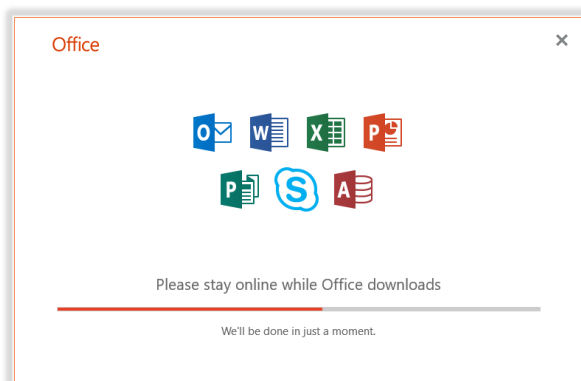 Office
O W X P
P S A
Please stay online while Office downloads
We'll be done in just a moment.